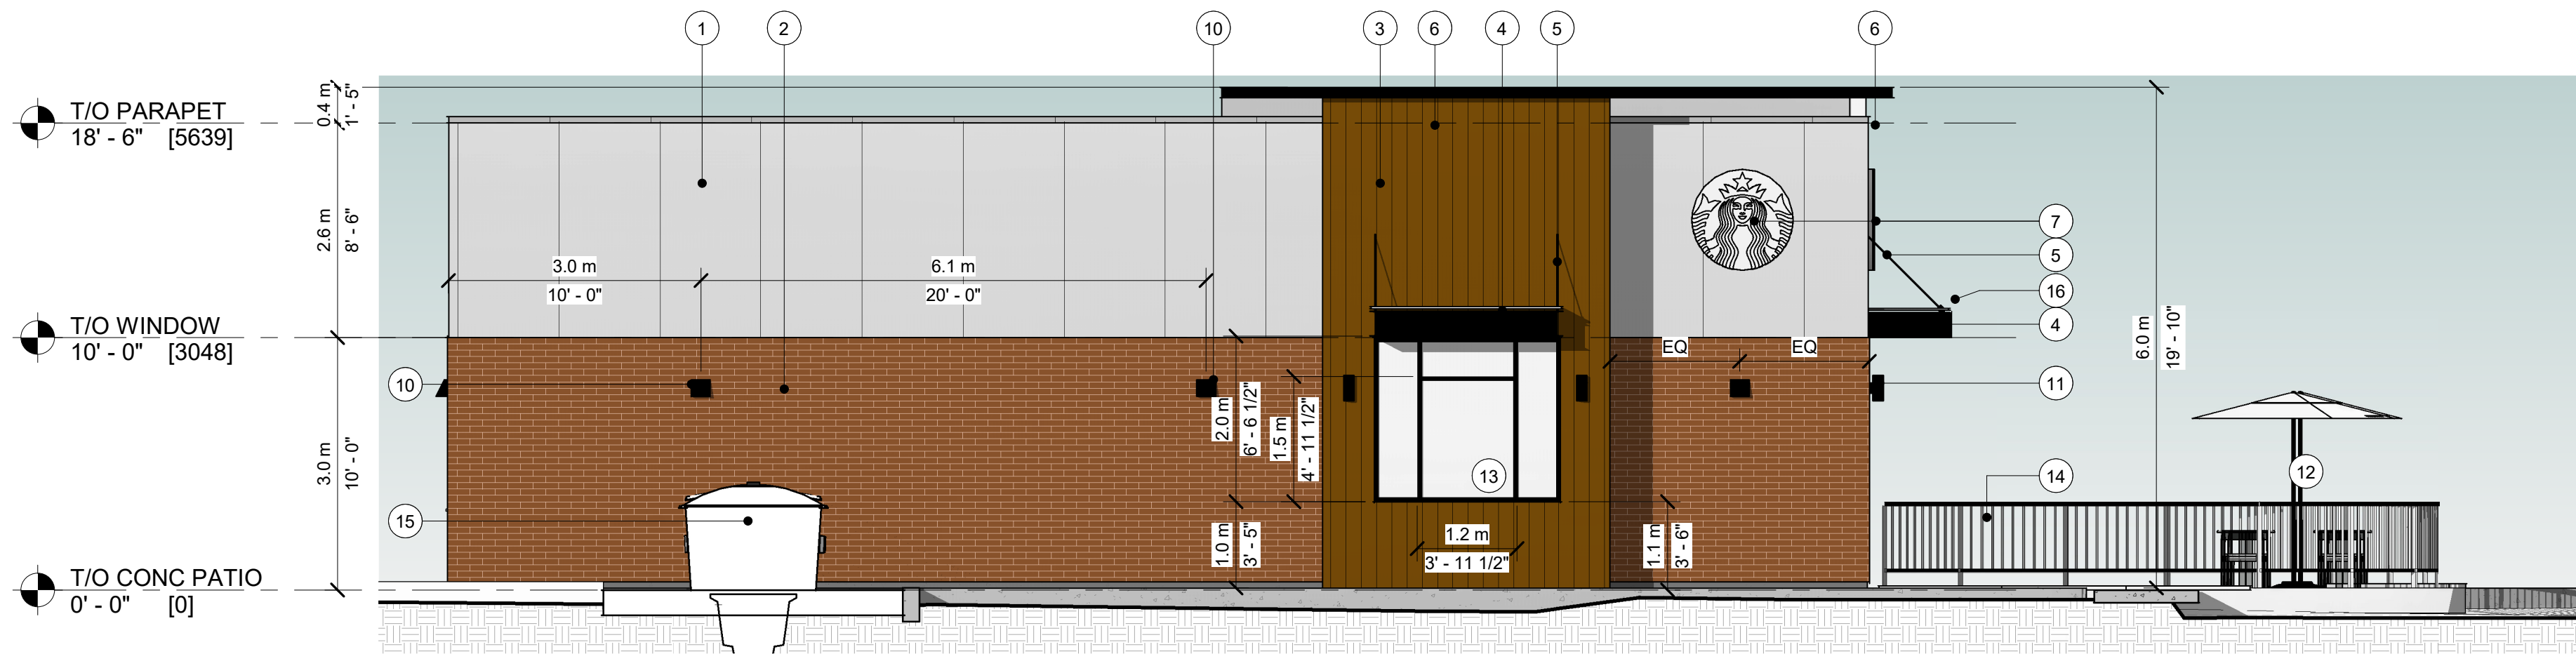 1
2
10
3
6
4
5
6
T/O PARAPET
18' - 6" [5639]
0.4 m
1' - 5"
2.6 m
8' - 6"
7
5
16
4
3.0 m
10' - 0"
6.1 m
20' - 0"
T/O WINDOW
10' - 0" [3048]
EQ
EQ
6.0 m
19' - 10"
10
11
2.0 m
6' - 6 1/2"
1.5 m
4' - 11 1/2"
3.0 m
10' - 0"
13
14
12
15
1.0 m
3' - 5"
1.2 m
3' - 11 1/2"
1.1 m
3' - 6"
T/O CONC PATIO
0' - 0" [0]